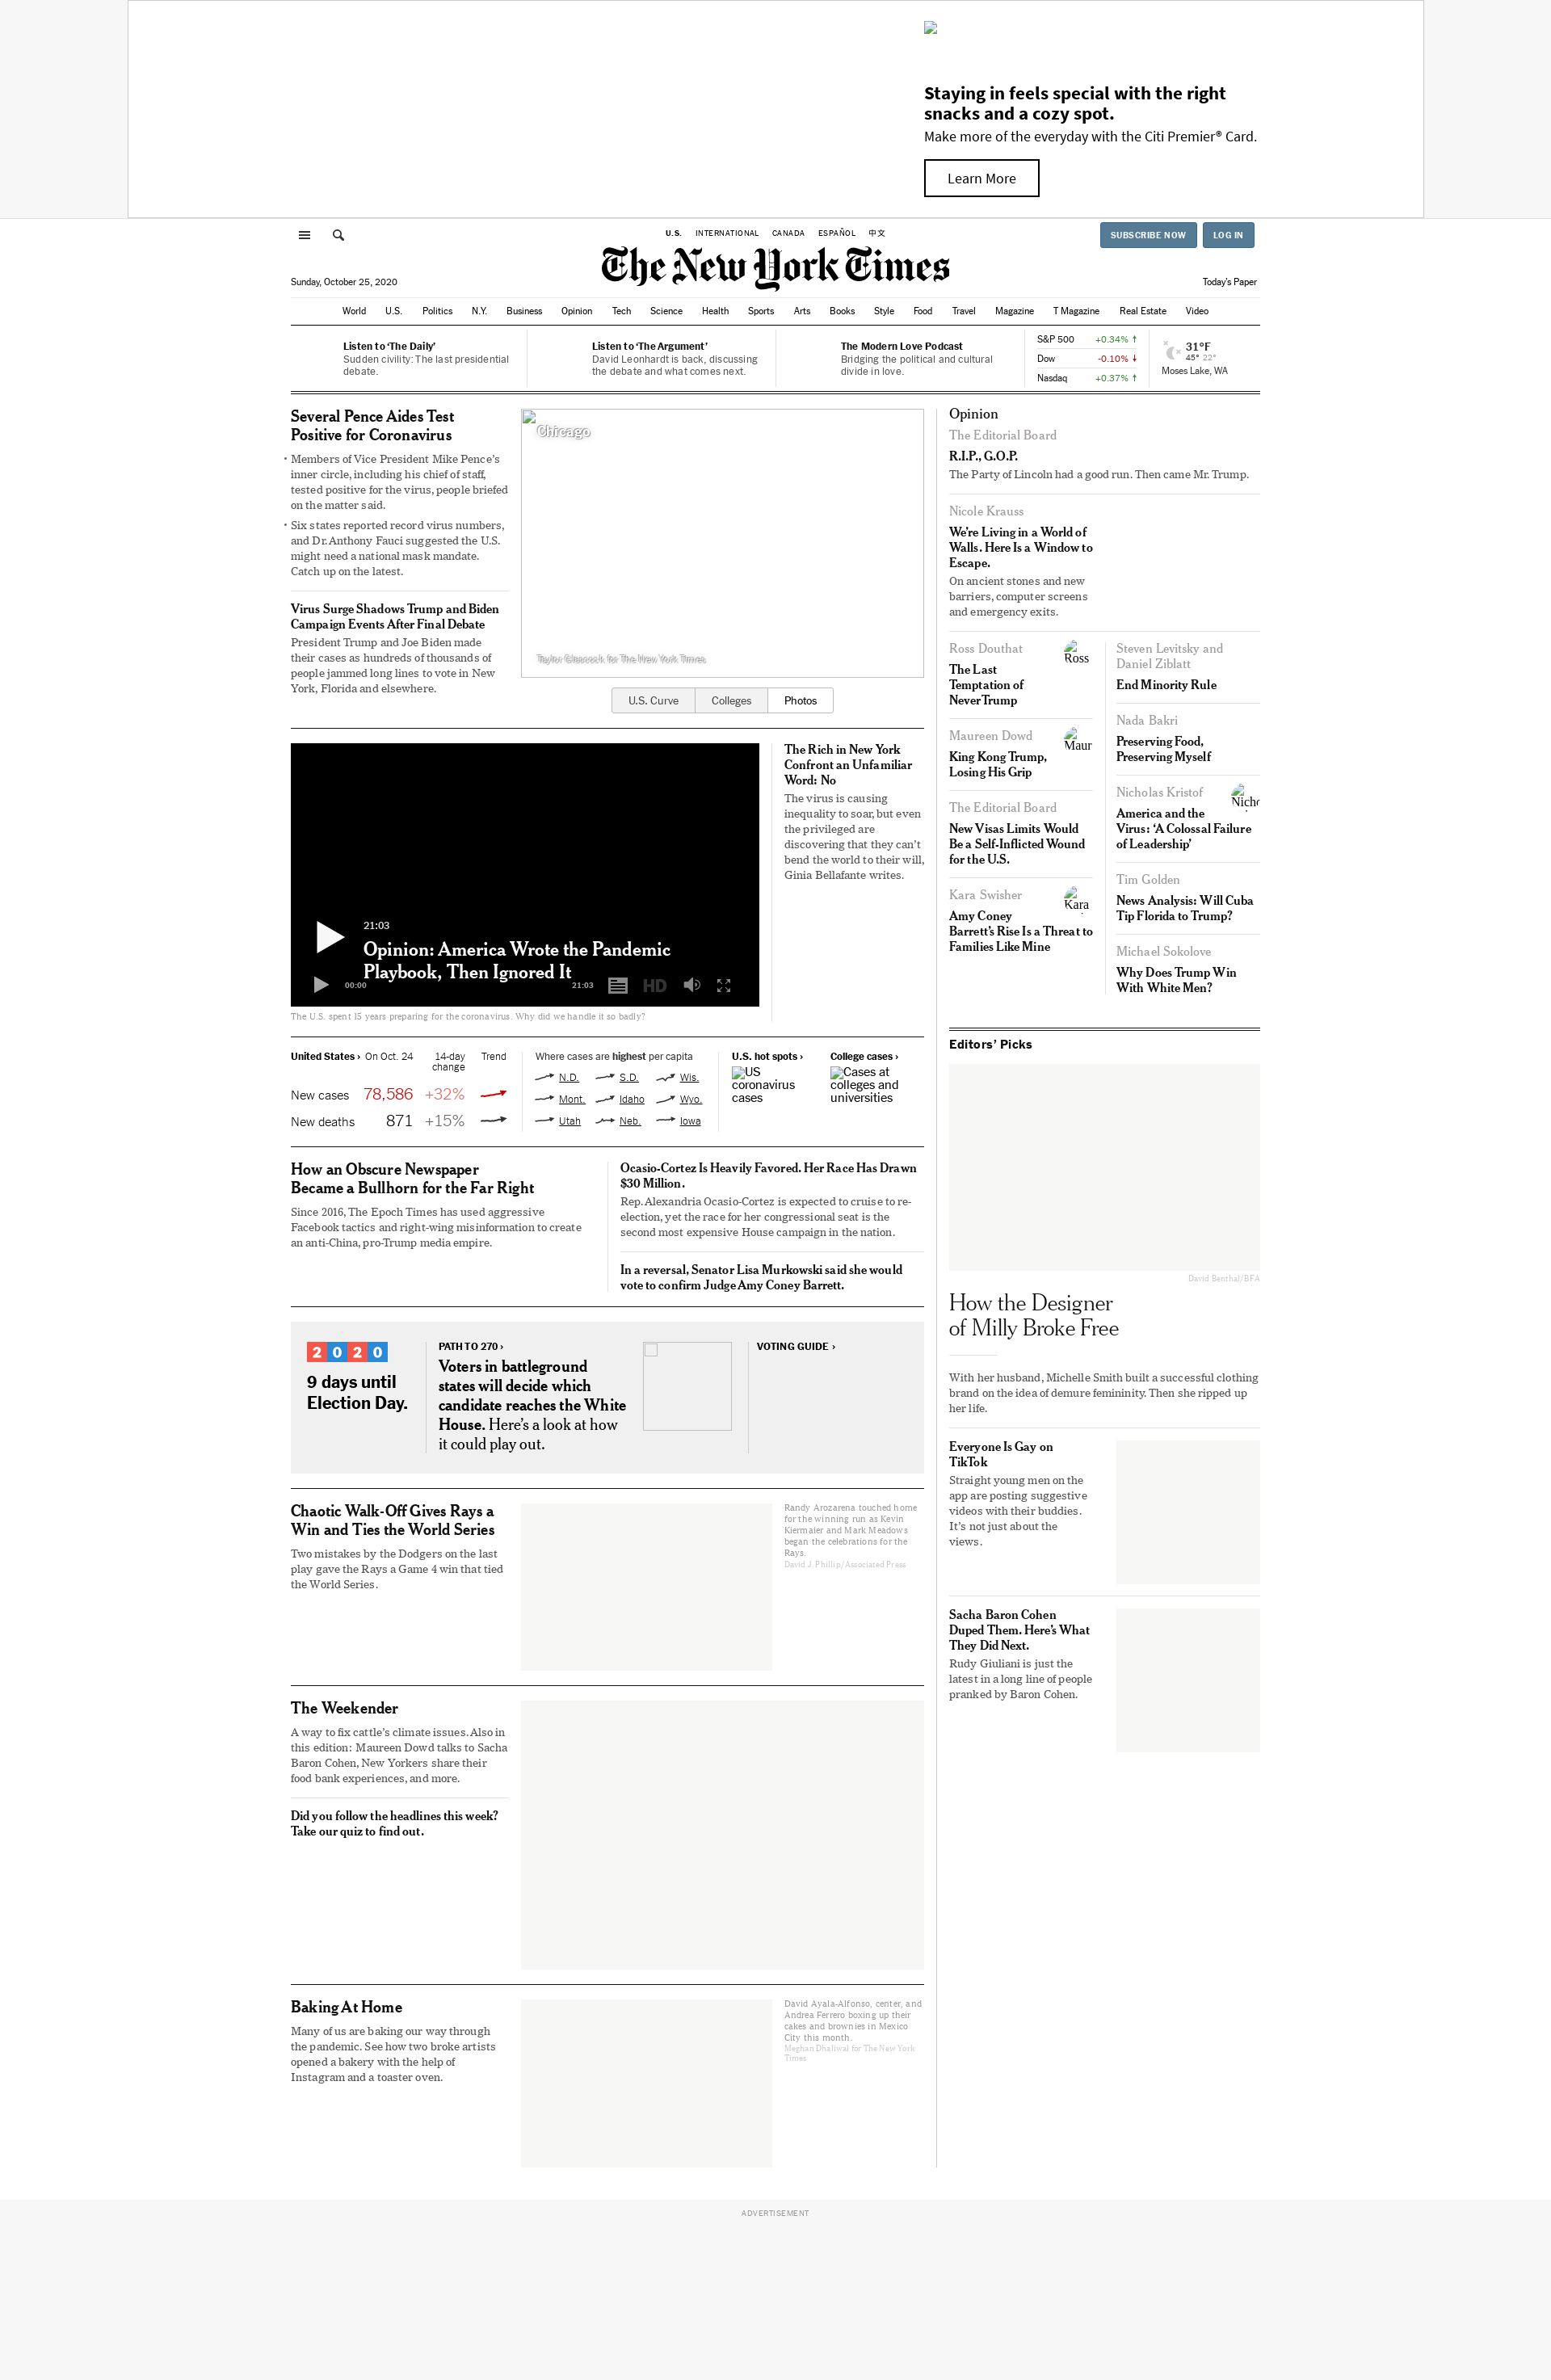 Staying in feels special with the right
snacks and a cozy spot.
Make more of the everyday with the Citi Premier® Card.
Learn More
U.S. INTERNATIONAL CANADA ESPAÑOL 中文
SUBSCRIBE NOW LOG IN
The New York Times
Sunday, October 25, 2020
Today's Paper
World U.S. Politics N.Y. Business Opinion Tech Science Health Sports Arts Books Style Food Travel Magazine T Magazine Real Estate Video
Listen to 'The Daily'
Sudden civility: The last presidential
debate.
Listen to 'The Argument'
David Leonhardt is back, discussing
the debate and what comes next.
The Modern Love Podcast
Bridging the political and cultural
divide in love.
S&P 500 +0.34% ↑
Dow -0.10% ↓
Nasdaq +0.37% ↑
31°F
45° 22°
Moses Lake, WA
Several Pence Aides Test
Positive for Coronavirus
• Members of Vice President Mike Pence's
inner circle, including his chief of staff,
tested positive for the virus, people briefed
on the matter said.
• Six states reported record virus numbers,
and Dr. Anthony Fauci suggested the U.S.
might need a national mask mandate.
Catch up on the latest.
Virus Surge Shadows Trump and Biden
Campaign Events After Final Debate
President Trump and Joe Biden made
their cases as hundreds of thousands of
people jammed long lines to vote in New
York, Florida and elsewhere.
Chicago
Taylor Glascock for The New York Times
U.S. Curve Colleges Photos
21:03
Opinion: America Wrote the Pandemic
Playbook, Then Ignored It
00:00 21:03 HD
The U.S. spent 15 years preparing for the coronavirus. Why did we handle it so badly?
The Rich in New York
Confront an Unfamiliar
Word: No
The virus is causing
inequality to soar, but even
the privileged are
discovering that they can't
bend the world to their will,
Ginia Bellafante writes.
United States › On Oct. 24 14-day
change Trend
New cases 78,586 +32%
New deaths 871 +15%
Where cases are highest per capita
N.D. S.D. Wis.
Mont. Idaho Wyo.
Utah Neb. Iowa
U.S. hot spots ›
US
coronavirus
cases
College cases ›
Cases at
colleges and
universities
How an Obscure Newspaper
Became a Bullhorn for the Far Right
Since 2016, The Epoch Times has used aggressive
Facebook tactics and right-wing misinformation to create
an anti-China, pro-Trump media empire.
Ocasio-Cortez Is Heavily Favored. Her Race Has Drawn
$30 Million.
Rep. Alexandria Ocasio-Cortez is expected to cruise to re-
election, yet the race for her congressional seat is the
second most expensive House campaign in the nation.
In a reversal, Senator Lisa Murkowski said she would
vote to confirm Judge Amy Coney Barrett.
2020
9 days until
Election Day.
PATH TO 270 ›
Voters in battleground
states will decide which
candidate reaches the White
House. Here's a look at how
it could play out.
VOTING GUIDE ›
Chaotic Walk-Off Gives Rays a
Win and Ties the World Series
Two mistakes by the Dodgers on the last
play gave the Rays a Game 4 win that tied
the World Series.
Randy Arozarena touched home
for the winning run as Kevin
Kiermaier and Mark Meadows
began the celebrations for the
Rays.
David J. Phillip/Associated Press
The Weekender
A way to fix cattle's climate issues. Also in
this edition: Maureen Dowd talks to Sacha
Baron Cohen, New Yorkers share their
food bank experiences, and more.
Did you follow the headlines this week?
Take our quiz to find out.
Baking At Home
Many of us are baking our way through
the pandemic. See how two broke artists
opened a bakery with the help of
Instagram and a toaster oven.
David Ayala-Alfonso, center, and
Andrea Ferrero boxing up their
cakes and brownies in Mexico
City this month.
Meghan Dhaliwal for The New York
Times
Opinion
The Editorial Board
R.I.P., G.O.P.
The Party of Lincoln had a good run. Then came Mr. Trump.
Nicole Krauss
We're Living in a World of
Walls. Here Is a Window to
Escape.
On ancient stones and new
barriers, computer screens
and emergency exits.
Ross Douthat
Ross
The Last
Temptation of
NeverTrump
Maureen Dowd
Maur
King Kong Trump,
Losing His Grip
The Editorial Board
New Visas Limits Would
Be a Self-Inflicted Wound
for the U.S.
Kara Swisher
Kara
Amy Coney
Barrett's Rise Is a Threat to
Families Like Mine
Steven Levitsky and
Daniel Ziblatt
End Minority Rule
Nada Bakri
Preserving Food,
Preserving Myself
Nicholas Kristof
Nicho
America and the
Virus: 'A Colossal Failure
of Leadership'
Tim Golden
News Analysis: Will Cuba
Tip Florida to Trump?
Michael Sokolove
Why Does Trump Win
With White Men?
Editors' Picks
David Benthal/BFA
How the Designer
of Milly Broke Free
With her husband, Michelle Smith built a successful clothing
brand on the idea of demure femininity. Then she ripped up
her life.
Everyone Is Gay on
TikTok
Straight young men on the
app are posting suggestive
videos with their buddies.
It's not just about the
views.
Sacha Baron Cohen
Duped Them. Here's What
They Did Next.
Rudy Giuliani is just the
latest in a long line of people
pranked by Baron Cohen.
ADVERTISEMENT